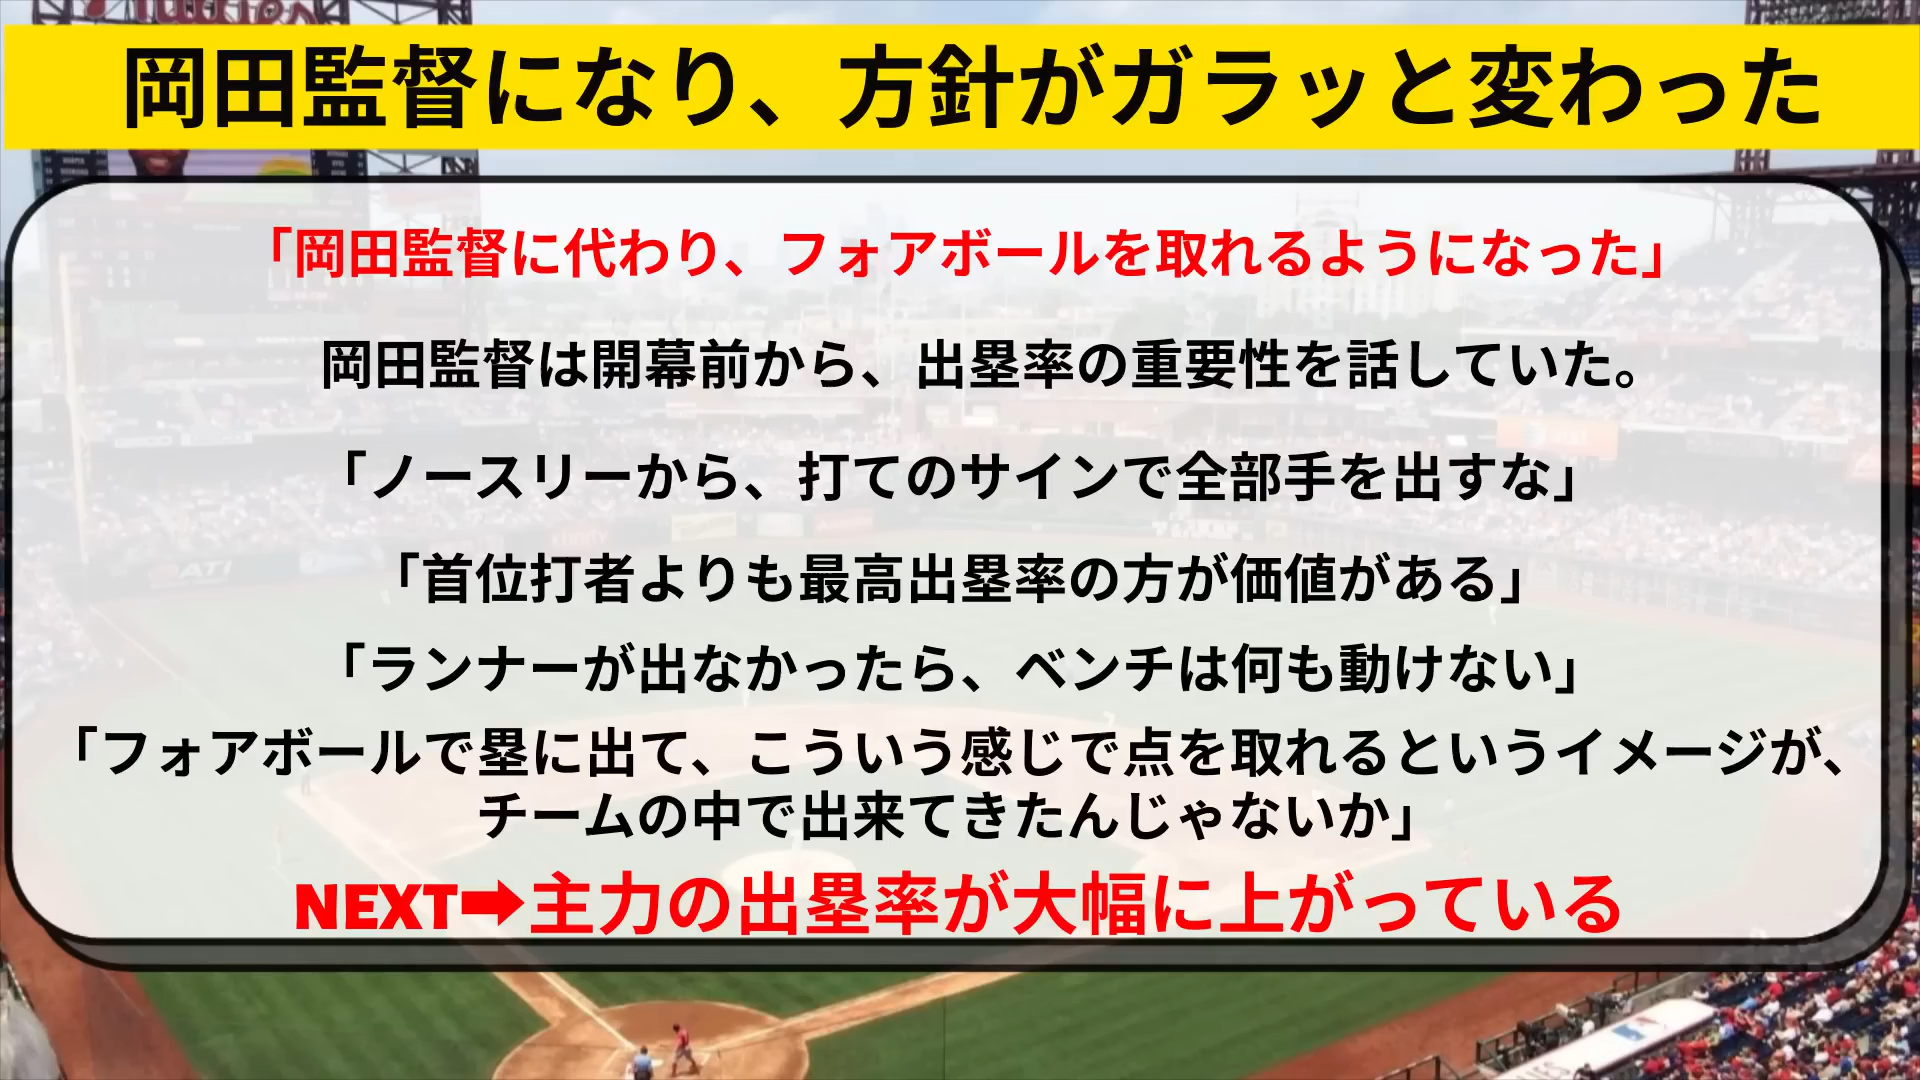 Phillies
岡田監督になり、方針がガラッと変わった
「岡田監督に代わり、フォアボールを取れるようになった」
岡田監督は開幕前から、出塁率の重要性を話していた。
「ノースリーから、打てのサインで全部手を出すな」
「首位打者よりも最高出塁率の方が価値がある」
「ランナーが出なかったら、ベンチは何も動けない」
「フォアボールで塁に出て、こういう感じで点を取れるというイメージが、
チームの中で出来てきたんじゃないか」
NEXT➡主力の出塁率が大幅に上がっている